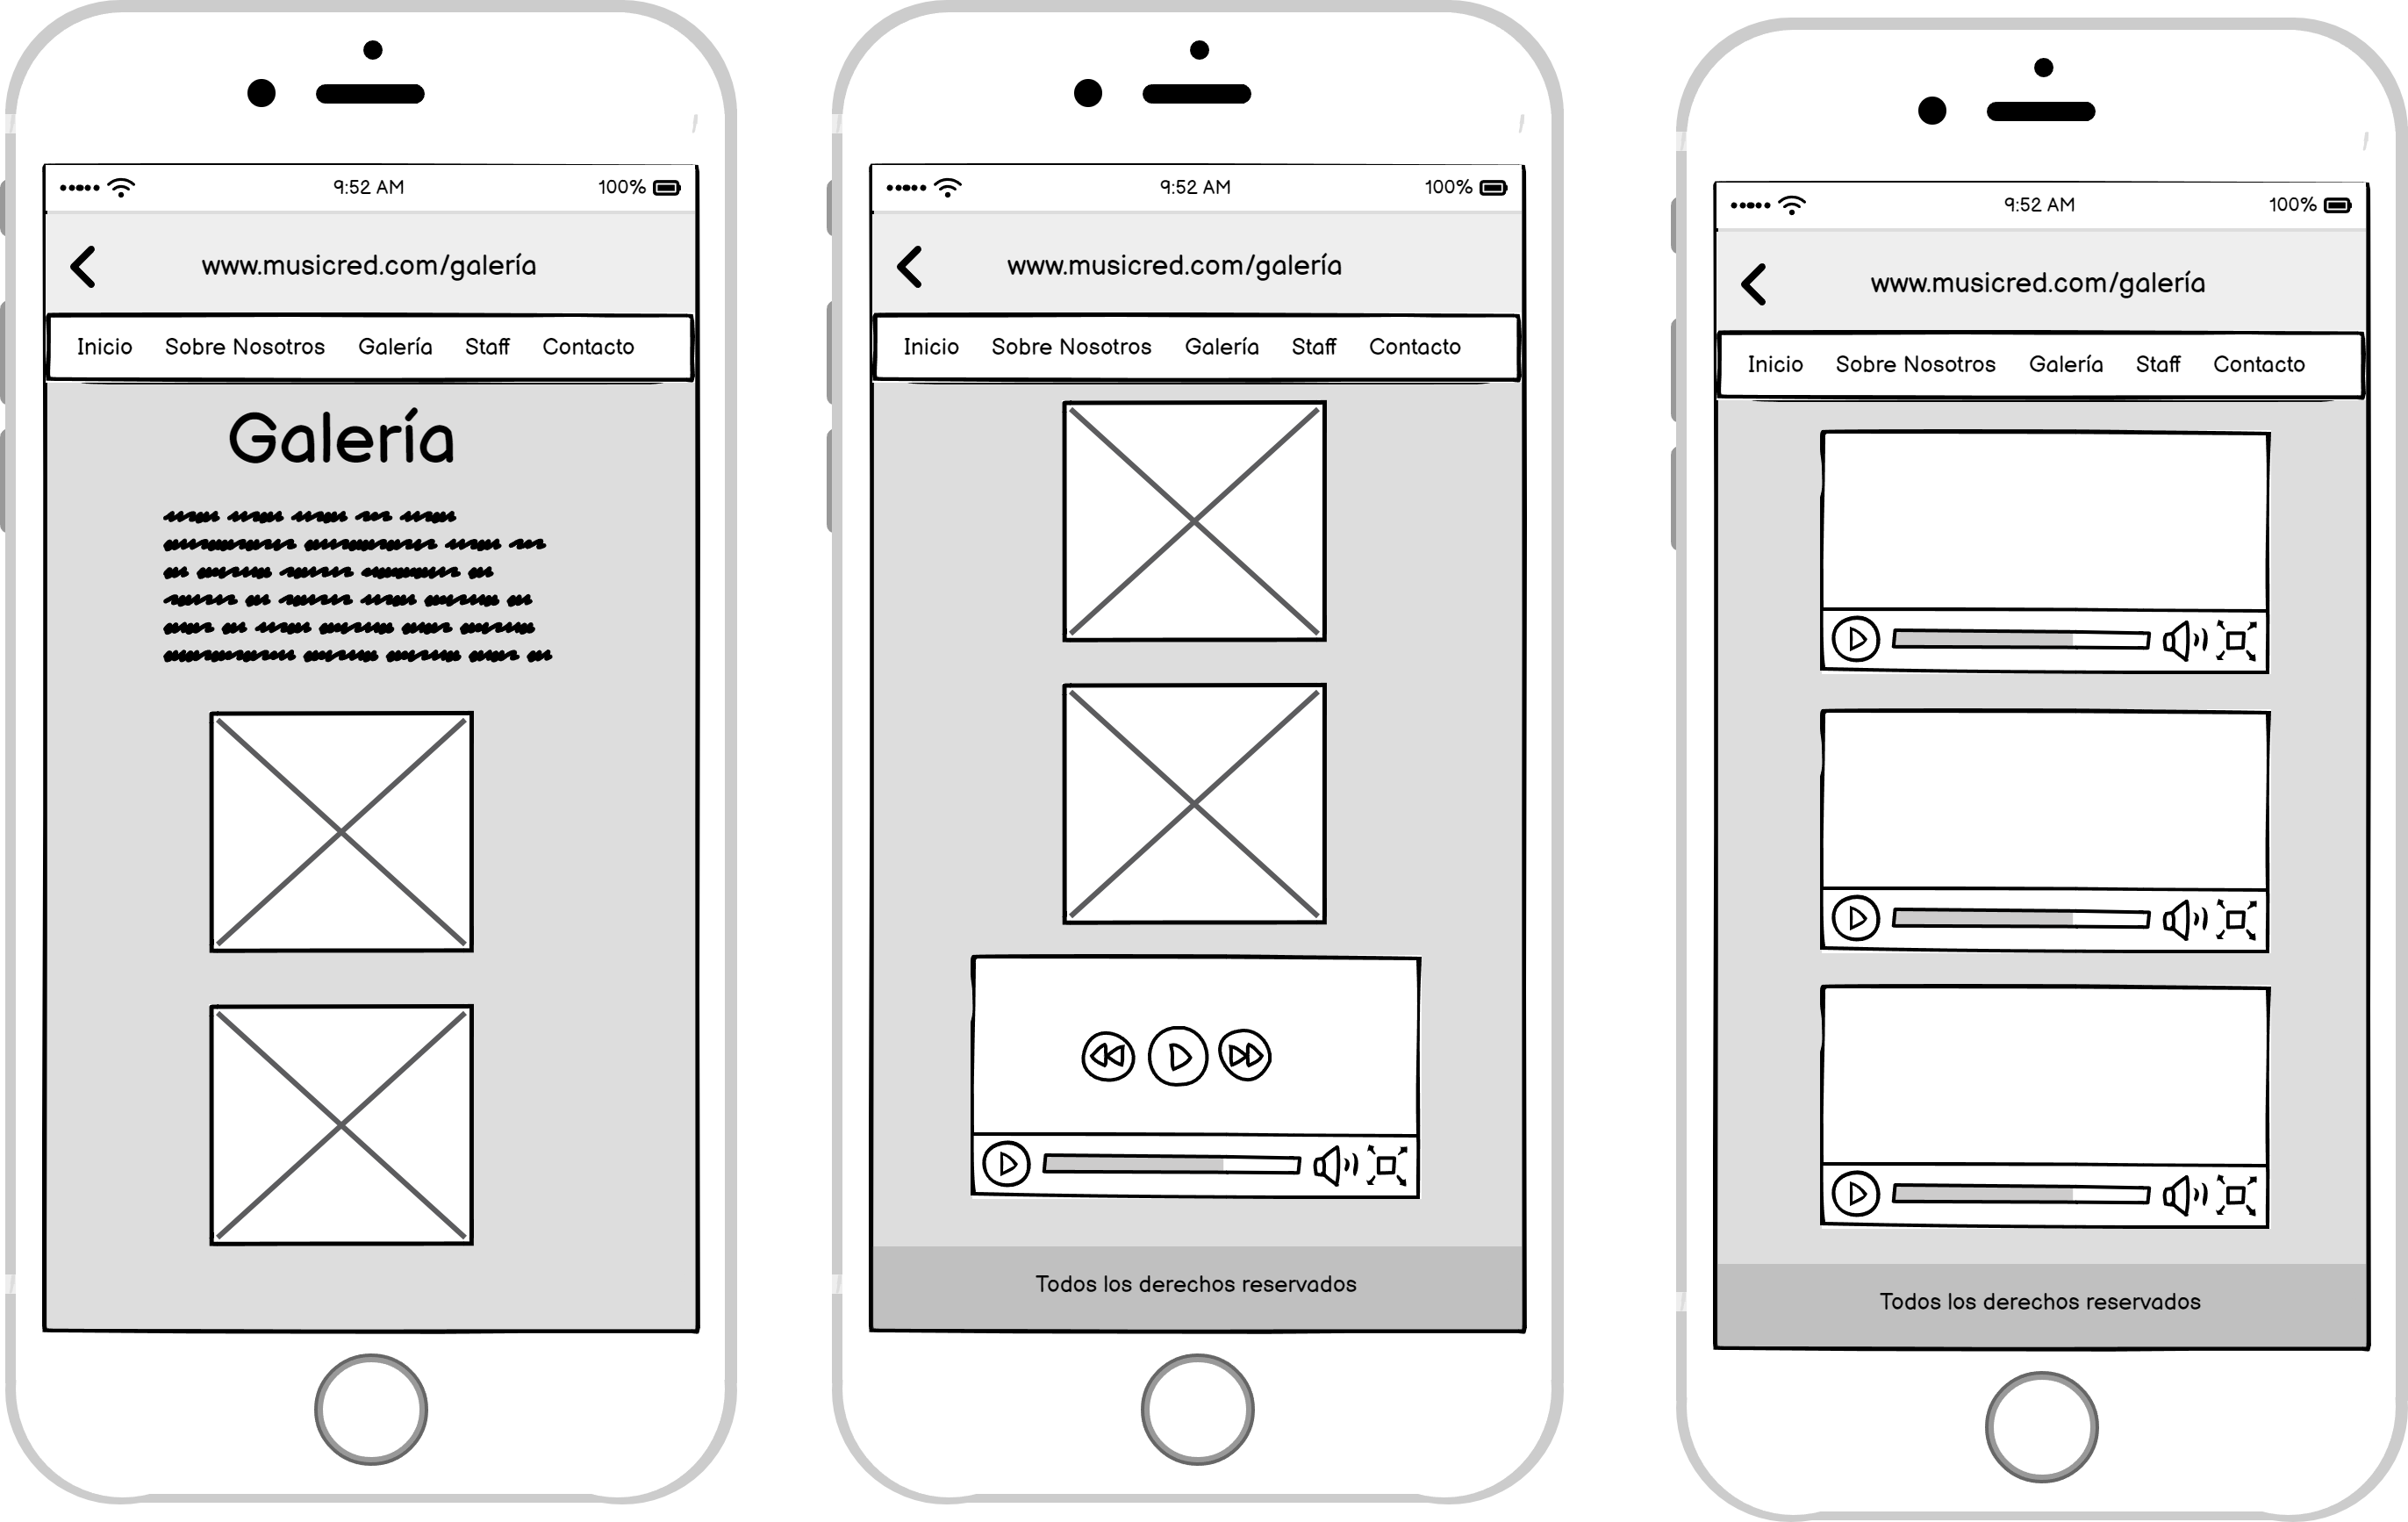 9:52 AM 100%
www.musicred.com/galería
Inicio Sobre Nosotros Galería Staff Contacto
Galería
9:52 AM 100%
www.musicred.com/galería
Inicio Sobre Nosotros Galería Staff Contacto
Todos los derechos reservados
9:52 AM 100%
www.musicred.com/galería
Inicio Sobre Nosotros Galería Staff Contacto
Todos los derechos reservados